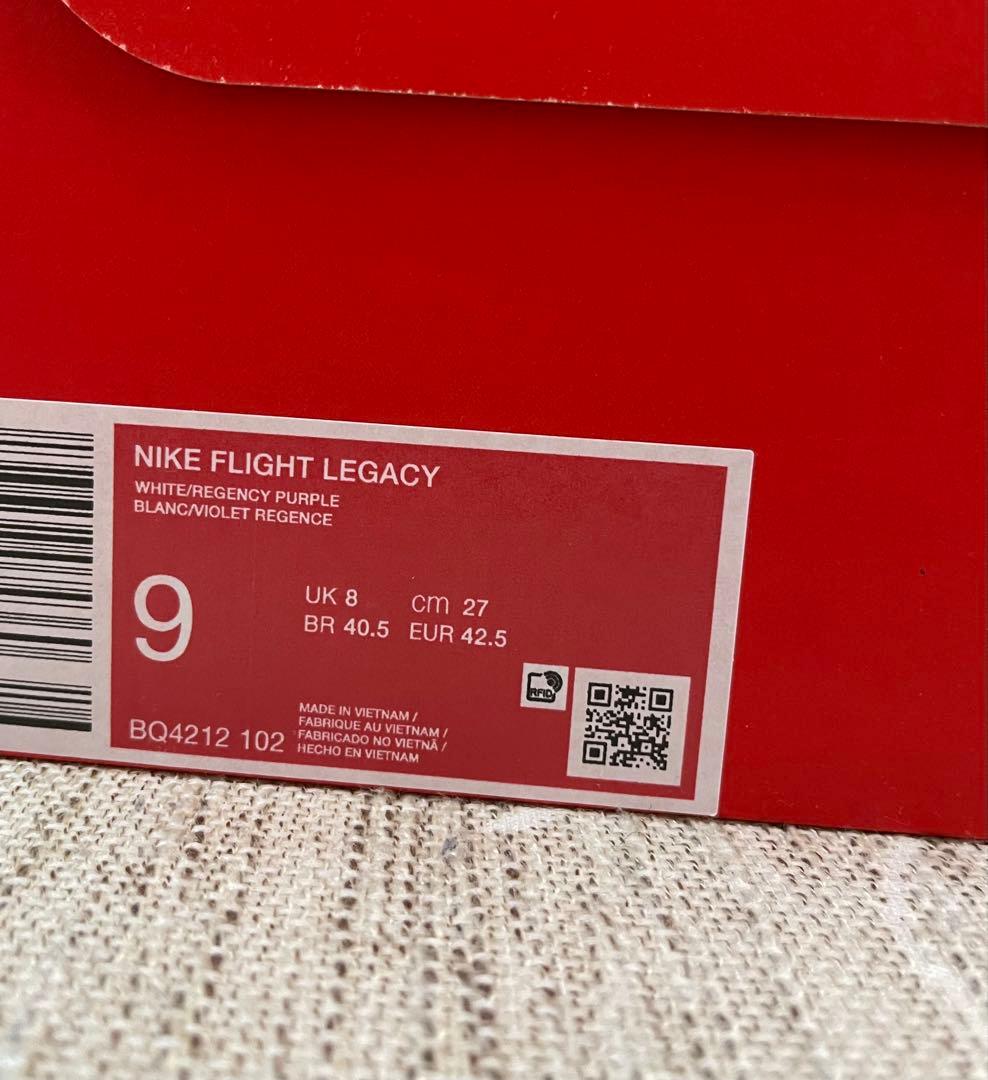 NIKE FLIGHT LEGACY
WHITE/REGENCY PURPLE
BLANC/VIOLET REGENCE
9
UK 8 cm 27
BR 40.5 EUR 42.5
RFID
BQ4212 102
MADE IN VIETNAM /
FABRIQUE AU VIETNAM /
FABRICADO NO VIETNÃ /
HECHO EN VIETNAM